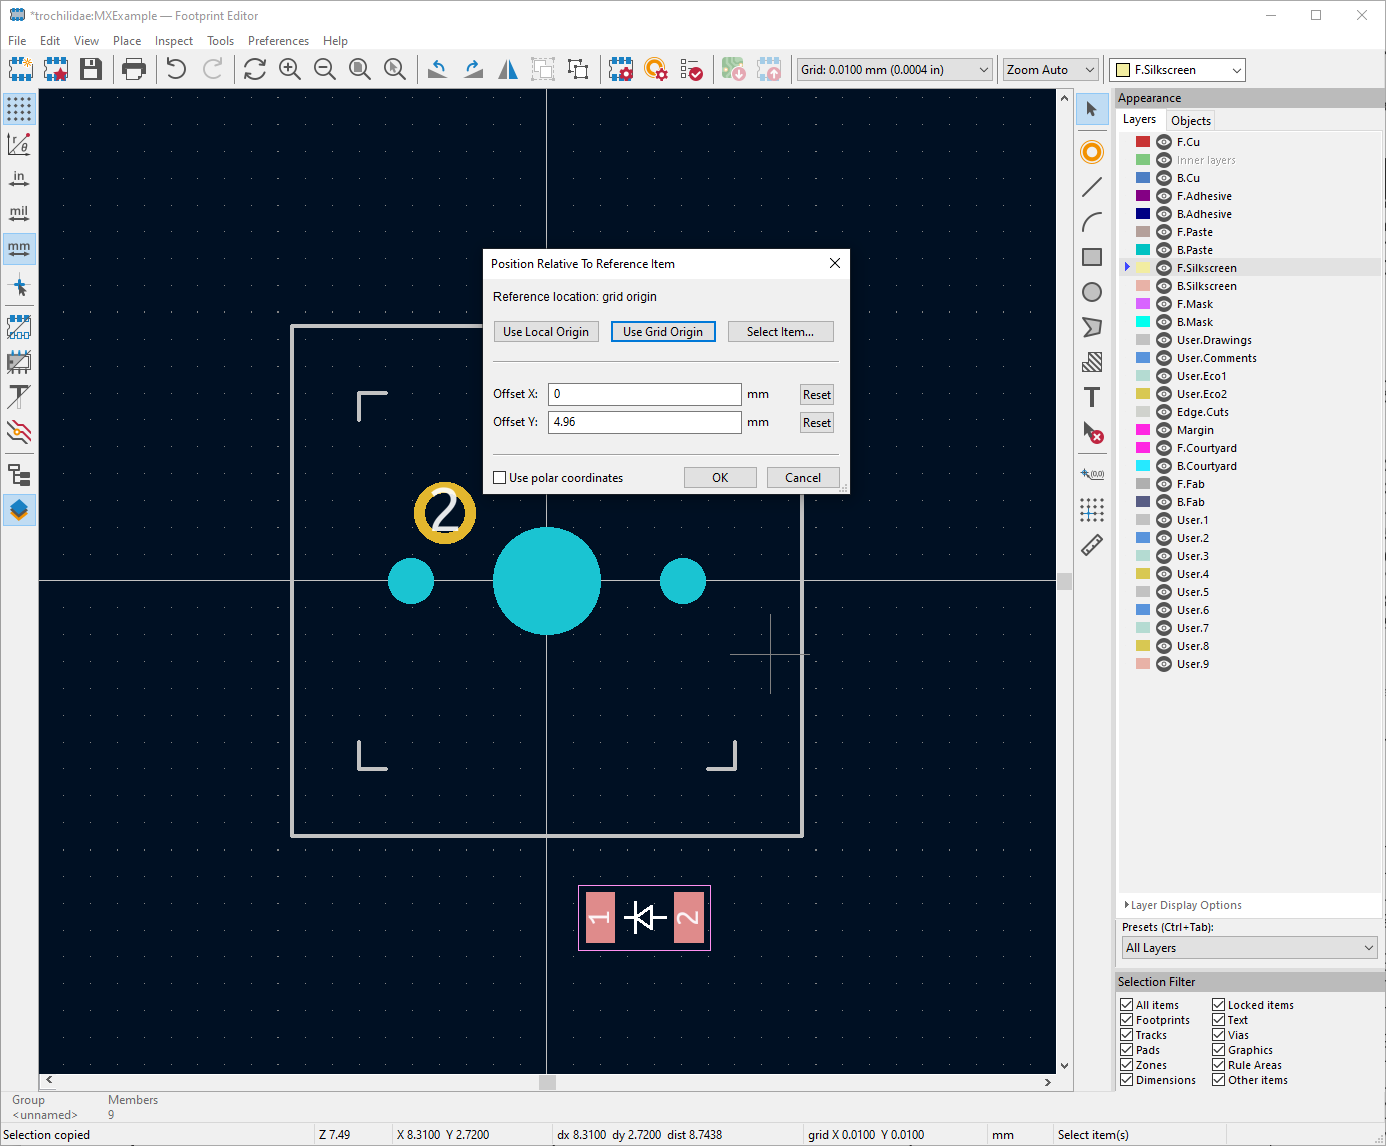 *trochilidae:MXExample — Footprint Editor
File Edit View Place Inspect Tools Preferences Help
Grid: 0.0100 mm (0.0004 in) Zoom Auto F.Silkscreen
r θ
in
mil
mm
Position Relative To Reference Item
Reference location: grid origin
Use Local Origin Use Grid Origin Select Item...
Offset X: 0 mm Reset
Offset Y: 4.96 mm Reset
Use polar coordinates OK Cancel
2
1 2
T
(0,0)
Appearance
Layers Objects
F.Cu
Inner layers
B.Cu
F.Adhesive
B.Adhesive
F.Paste
B.Paste
F.Silkscreen
B.Silkscreen
F.Mask
B.Mask
User.Drawings
User.Comments
User.Eco1
User.Eco2
Edge.Cuts
Margin
F.Courtyard
B.Courtyard
F.Fab
B.Fab
User.1
User.2
User.3
User.4
User.5
User.6
User.7
User.8
User.9
Layer Display Options
Presets (Ctrl+Tab):
All Layers
Selection Filter
All items Locked items
Footprints Text
Tracks Vias
Pads Graphics
Zones Rule Areas
Dimensions Other items
Group Members
<unnamed> 9
Selection copied Z 7.49 X 8.3100 Y 2.7200 dx 8.3100 dy 2.7200 dist 8.7438 grid X 0.0100 Y 0.0100 mm Select item(s)